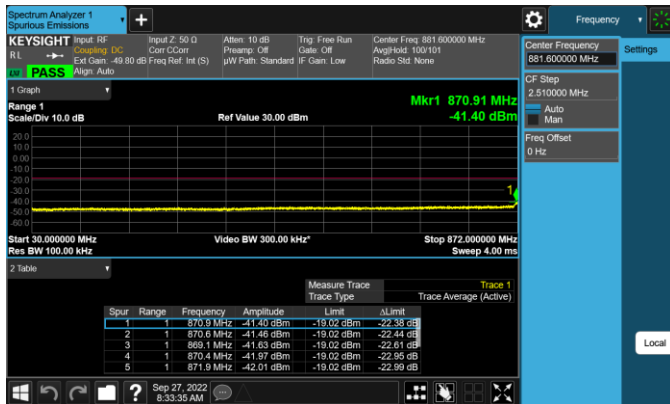 Spectrum Analyzer 1
Spurious Emissions
Frequency
KEYSIGHT
Input: RF
Coupling: DC
Ext Gain: -49.80 dB
Align: Auto
Input Z: 50 Ω
Corr CCorr
Freq Ref: Int (S)
Atten: 10 dB
Preamp: Off
µW Path: Standard
Trig: Free Run
Gate: Off
IF Gain: Low
Center Freq: 881.600000 MHz
Avg|Hold: 100/101
Radio Std: None
R L
LW PASS
Center Frequency
881.600000 MHz
Settings
CF Step
2.510000 MHz
Auto
Man
Freq Offset
0 Hz
Local
1 Graph
Range 1
Scale/Div 10.0 dB
Ref Value 30.00 dBm
Mkr1 870.91 MHz
-41.40 dBm
20.0
10.0
0.00
-10.0
-20.0
-30.0
-40.0
-50.0
-60.0
1
Start 30.000000 MHz
Video BW 300.00 kHz*
Stop 872.000000 MHz
Res BW 100.00 kHz
Sweep 4.00 ms
2 Table
Measure Trace Trace 1
Trace Type Trace Average (Active)
Spur Range Frequency Amplitude Limit ΔLimit
1 1 870.9 MHz -41.40 dBm -19.02 dBm -22.38 dB
2 1 870.6 MHz -41.46 dBm -19.02 dBm -22.44 dB
3 1 869.1 MHz -41.63 dBm -19.02 dBm -22.61 dB
4 1 870.4 MHz -41.97 dBm -19.02 dBm -22.95 dB
5 1 871.9 MHz -42.01 dBm -19.02 dBm -22.99 dB
Sep 27, 2022
8:33:35 AM